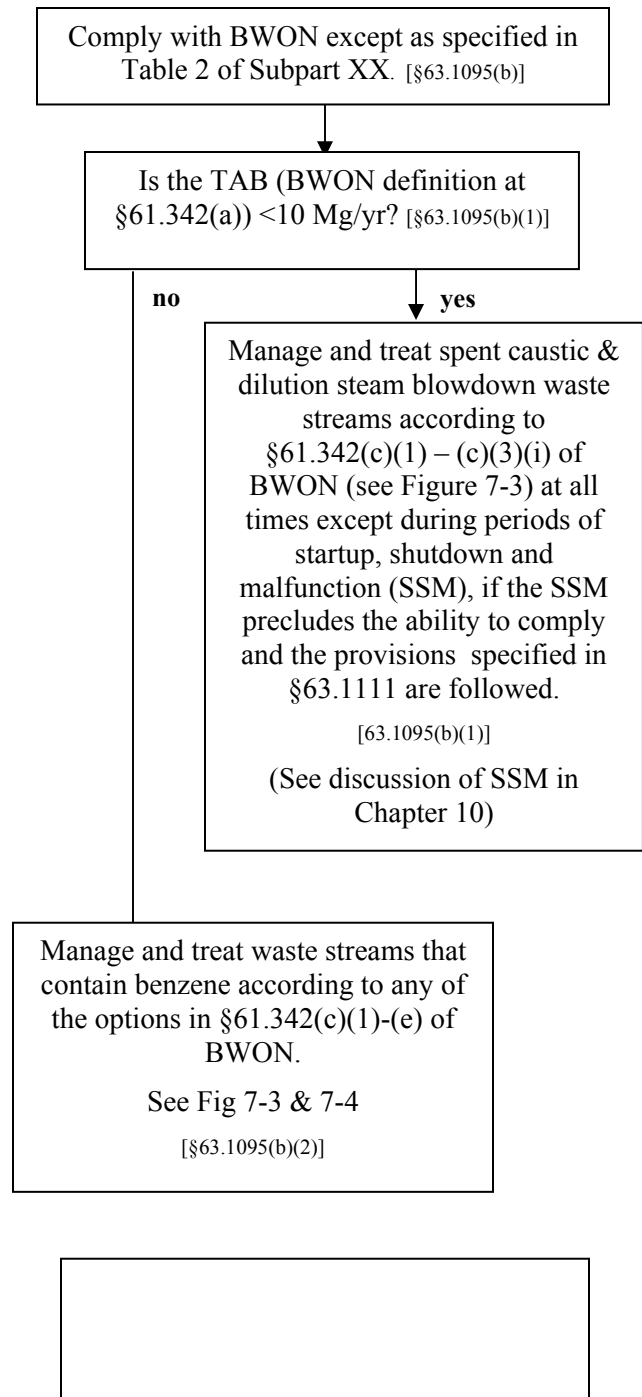 Comply with BWON except as specified in
Table 2 of Subpart XX. [§63.1095(b)]
Is the TAB (BWON definition at
§61.342(a)) <10 Mg/yr? [§63.1095(b)(1)]
no
yes
Manage and treat spent caustic &
dilution steam blowdown waste
streams according to
§61.342(c)(1) – (c)(3)(i) of
BWON (see Figure 7-3) at all
times except during periods of
startup, shutdown and
malfunction (SSM), if the SSM
precludes the ability to comply
and the provisions specified in
§63.1111 are followed.
[63.1095(b)(1)]
(See discussion of SSM in
Chapter 10)
Manage and treat waste streams that
contain benzene according to any of
the options in §61.342(c)(1)-(e) of
BWON.
See Fig 7-3 & 7-4
[§63.1095(b)(2)]